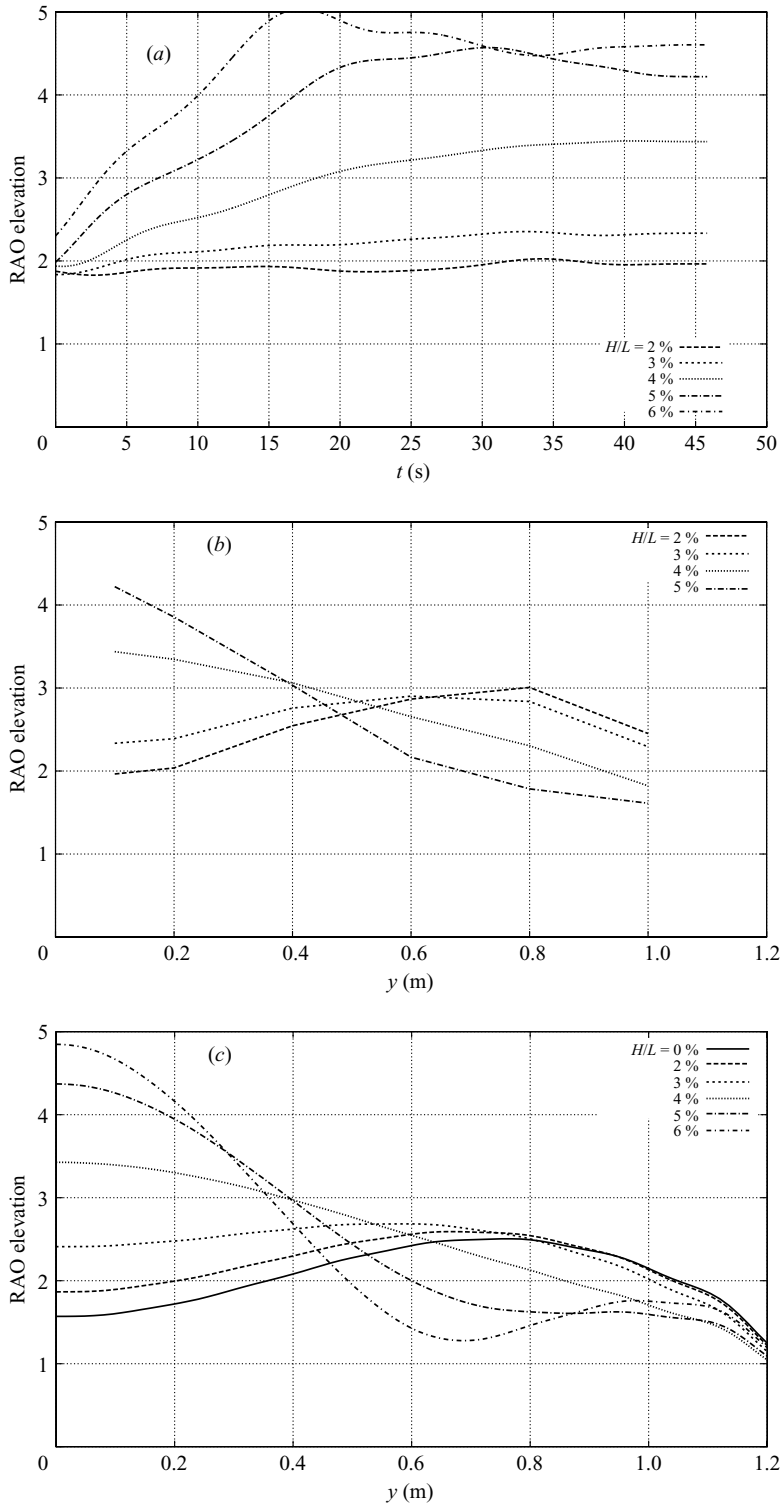 5
(a)
4
3
RAO elevation
2
1
H/L = 2 %
3 %
4 %
5 %
6 %
0 5 10 15 20 25 30 35 40 45 50
t (s)
5
(b)
H/L = 2 %
3 %
4 %
5 %
4
3
RAO elevation
2
1
0 0.2 0.4 0.6 0.8 1.0 1.2
y (m)
5
(c)
H/L = 0 %
2 %
3 %
4 %
5 %
6 %
4
3
RAO elevation
2
1
0 0.2 0.4 0.6 0.8 1.0 1.2
y (m)